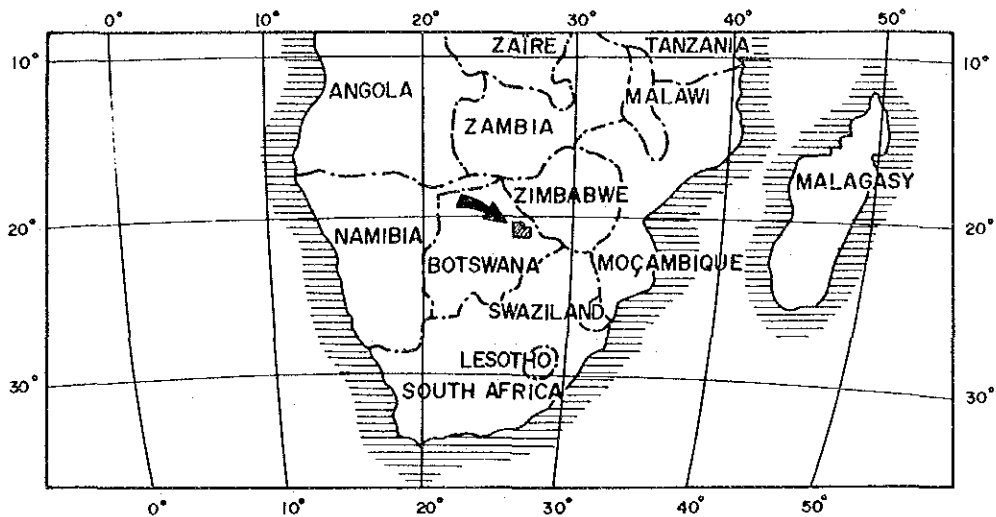 0° 10° 20° 30° 40° 50°
ZAÏRE TANZANIA
10° 10°
ANGOLA MALAWI
ZAMBIA
MALAGASY
ZIMBABWE
20° 20°
NAMIBIA
BOTSWANA MOÇAMBIQUE
SWAZILAND
LESOTHO
30° 30°
SOUTH AFRICA
0° 10° 20° 30° 40° 50°